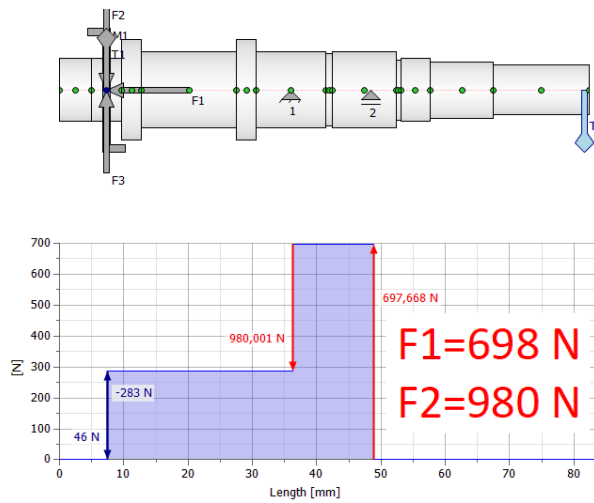 F2
M1
T1
F1
1
2
T
F3
700
600
980,001 N
697,668 N
500
400
F1=698 N
[N]
300
-283 N
F2=980 N
200
100
46 N
0
0 10 20 30 40 50 60 70 80
Length [mm]